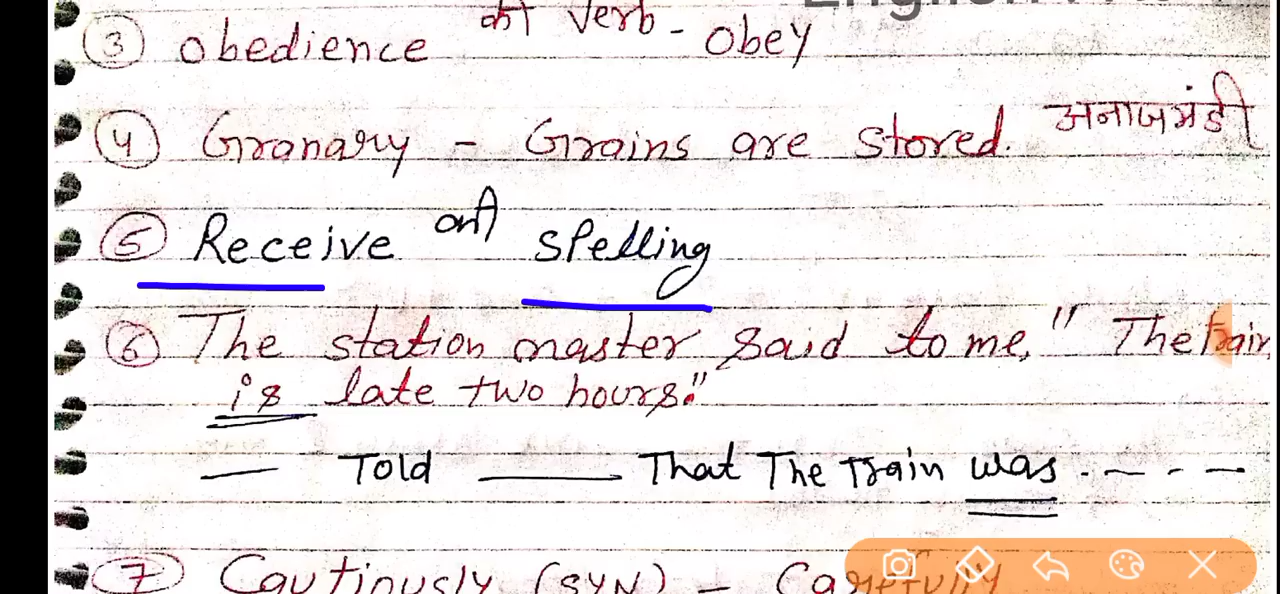 ③ obedience की verb - obey
④ Granary - Grains are stored. अनाजमंडी
⑤ Receive की spelling
⑥ The station master said to me, "The train
is late two hours."
— Told —— That The Train was - - - -
⑦ Cautiously (SYN) - Carefully